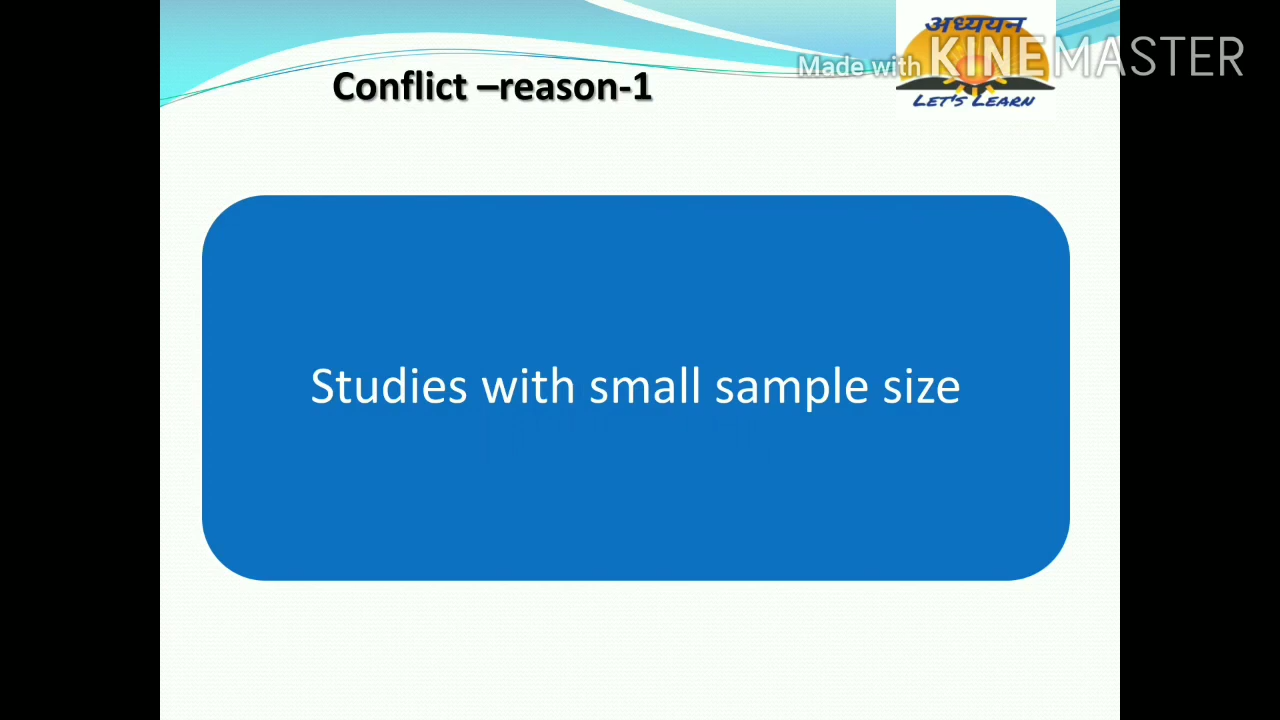 अध्ययन
Made with KINEMASTER
LET'S LEARN
Conflict –reason-1
Studies with small sample size